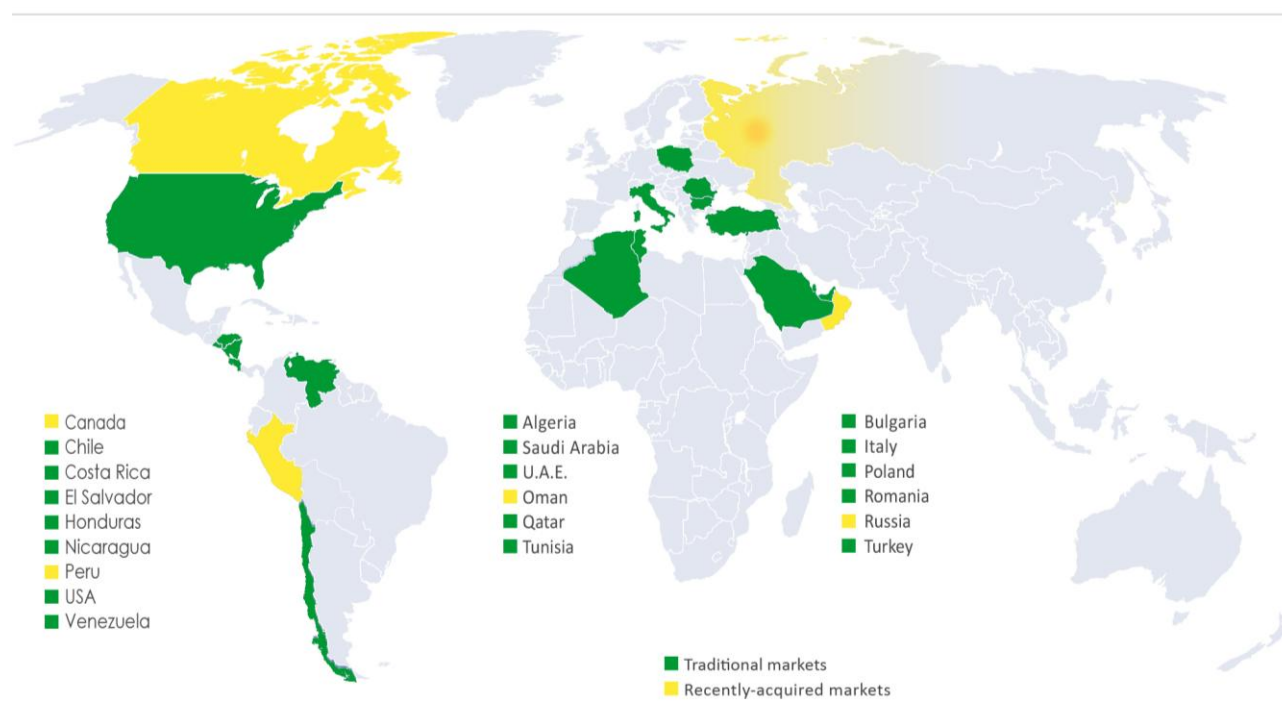 Canada
Chile
Costa Rica
El Salvador
Honduras
Nicaragua
Peru
USA
Venezuela
Algeria
Saudi Arabia
U.A.E.
Oman
Qatar
Tunisia
Bulgaria
Italy
Poland
Romania
Russia
Turkey
Traditional markets
Recently-acquired markets